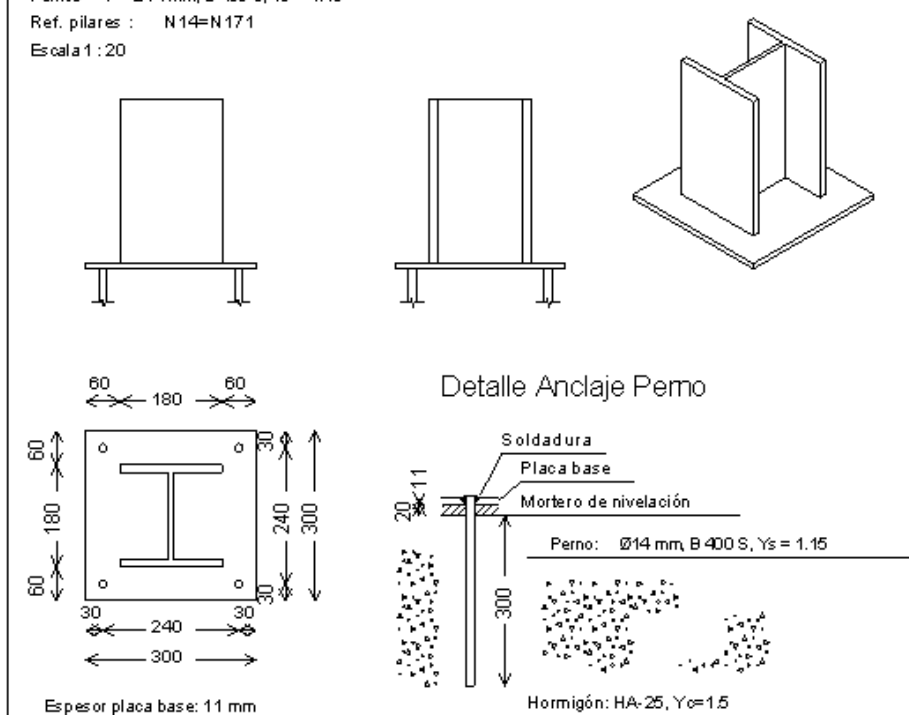 Ref. pilares : N14=N171
Escala 1 : 20
60
180
60
60
180
60
30
240
30
300
30
240
30
300
Espesor placa base: 11 mm
Detalle Anclaje Perno
Soldadura
Placa base
Mortero de nivelación
11
20
Perno: Ø14 mm, B 400 S, Ys = 1.15
300
Hormigón: HA-25, Yc=1.5